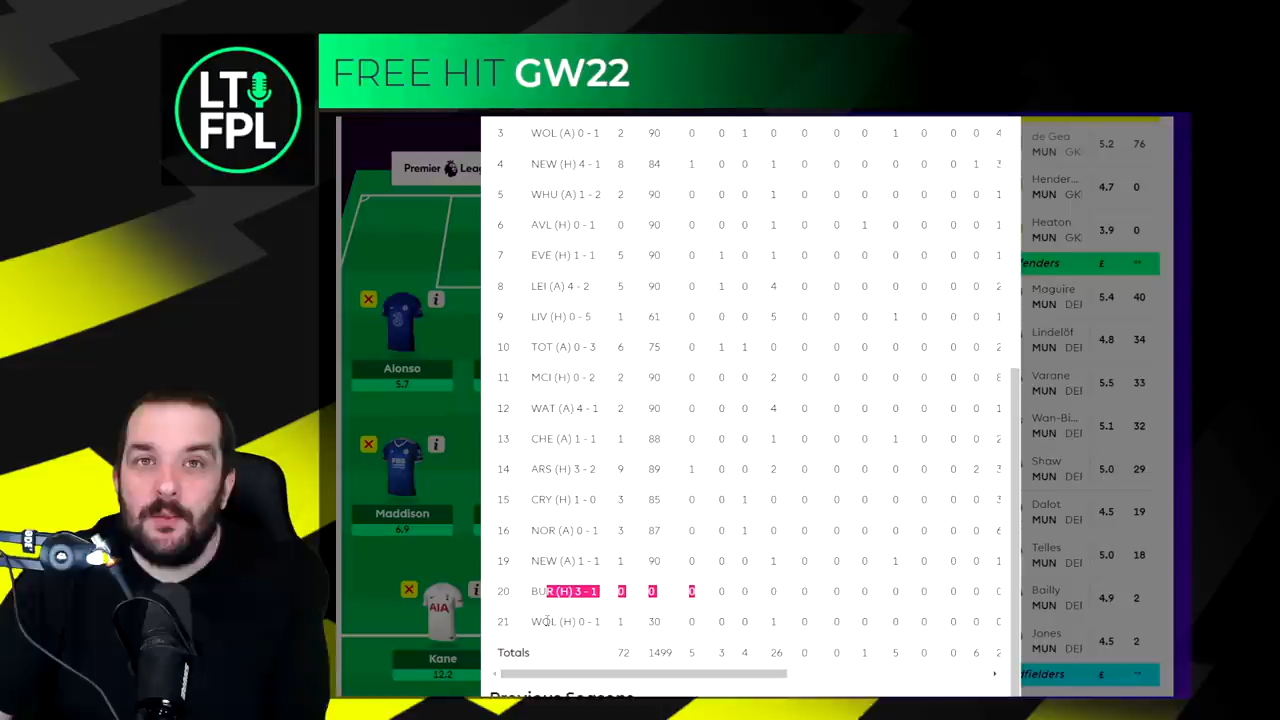 LT
FPL
FREE HIT GW22
Premier
Alonso
5.7
Maddison
6.9
AIA
Kane
12.2
3 WOL (A) 0 - 1 2 90 0 0 1 0 0 0 0 1 0 0 4
4 NEW (H) 4 - 1 8 84 1 0 0 1 0 0 0 0 0 0 1 3
5 WHU (A) 1 - 2 2 90 0 0 0 1 0 0 0 0 0 0 0 1
6 AVL (H) 0 - 1 0 90 0 0 0 1 0 0 1 0 0 0 0 1
7 EVE (H) 1 - 1 5 90 0 1 0 1 0 0 0 0 0 0 0 1
8 LEI (A) 4 - 2 5 90 0 1 0 4 0 0 0 0 0 0 0 2
9 LIV (H) 0 - 5 1 61 0 0 0 5 0 0 0 1 0 0 0 1
10 TOT (A) 0 - 3 6 75 0 1 1 0 0 0 0 0 0 0 0 2
11 MCI (H) 0 - 2 2 90 0 0 0 2 0 0 0 0 0 0 0 8
12 WAT (A) 4 - 1 2 90 0 0 0 4 0 0 0 0 0 0 0 1
13 CHE (A) 1 - 1 1 88 0 0 0 1 0 0 0 1 0 0 0 2
14 ARS (H) 3 - 2 9 89 1 0 0 2 0 0 0 0 0 0 2 3
15 CRY (H) 1 - 0 3 85 0 0 1 0 0 0 0 0 0 0 0 3
16 NOR (A) 0 - 1 3 87 0 0 1 0 0 0 0 0 0 0 0 6
19 NEW (A) 1 - 1 1 90 0 0 0 1 0 0 0 1 0 0 0 1
20 BUR (H) 3 - 1 0 0 0 0 0 0 0 0 0 0 0 0 0 0
21 WOL (H) 0 - 1 1 30 0 0 0 1 0 0 0 0 0 0 0 0
Totals 72 1499 5 3 4 26 0 0 1 5 0 0 6 2
Previous Seasons
de Gea 5.2 76
MUN GK
Hender... 4.7 0
MUN GK
Heaton 3.9 0
MUN GK
fenders £
Maguire 5.4 40
MUN DEF
Lindelöf 4.8 34
MUN DEF
Varane 5.5 33
MUN DEF
Wan-Bi... 5.1 32
MUN DEF
Shaw 5.0 29
MUN DEF
Dalot 4.5 19
MUN DEF
Telles 5.0 18
MUN DEF
Bailly 4.9 2
MUN DEF
Jones 4.5 2
MUN DEF
dfielders £